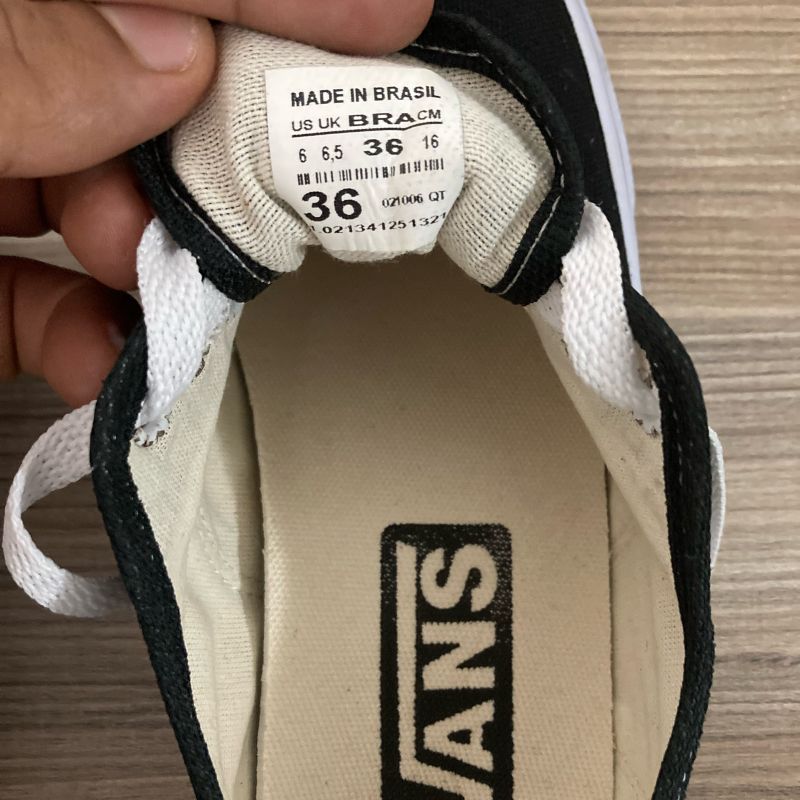 MADE IN BRASIL
US UK BRA CM
6 6,5 36 16
36 021006 QT
021341251321
VANS